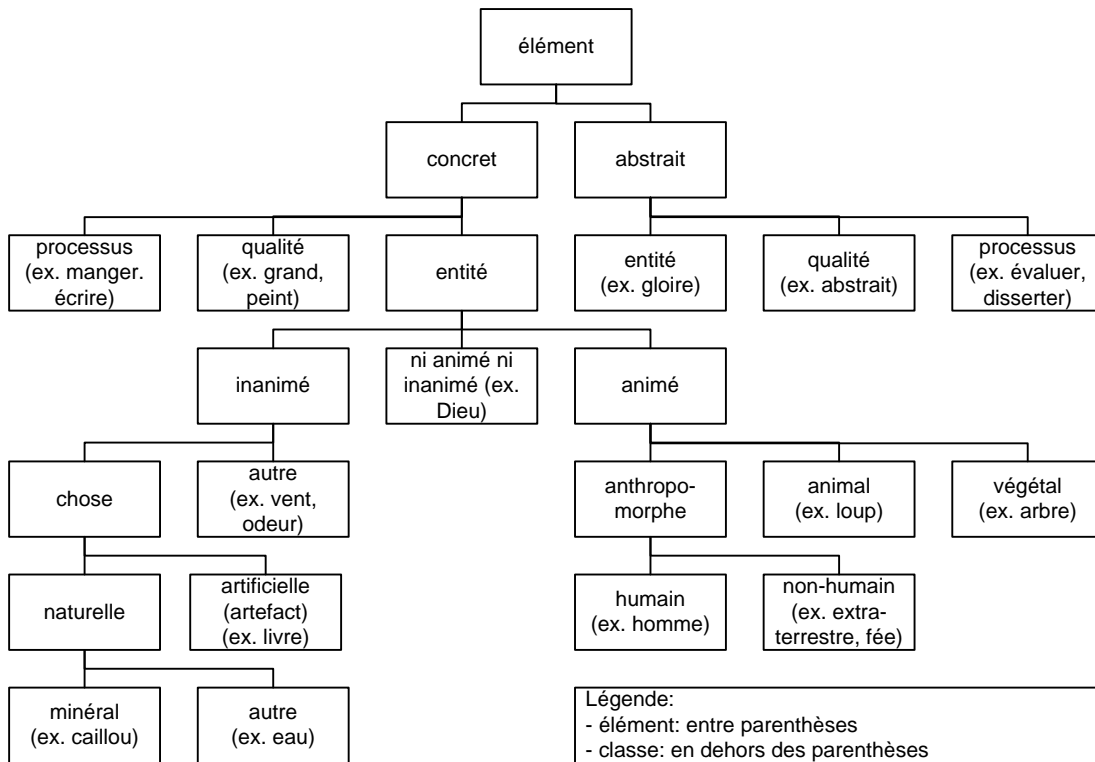 élément
concret
abstrait
processus
(ex. manger.
écrire)
qualité
(ex. grand,
peint)
entité
entité
(ex. gloire)
qualité
(ex. abstrait)
processus
(ex. évaluer,
disserter)
inanimé
ni animé ni
inanimé (ex.
Dieu)
animé
chose
autre
(ex. vent,
odeur)
anthropo-
morphe
animal
(ex. loup)
végétal
(ex. arbre)
naturelle
artificielle
(artefact)
(ex. livre)
humain
(ex. homme)
non-humain
(ex. extra-
terrestre, fée)
minéral
(ex. caillou)
autre
(ex. eau)
Légende:
- élément: entre parenthèses
- classe: en dehors des parenthèses